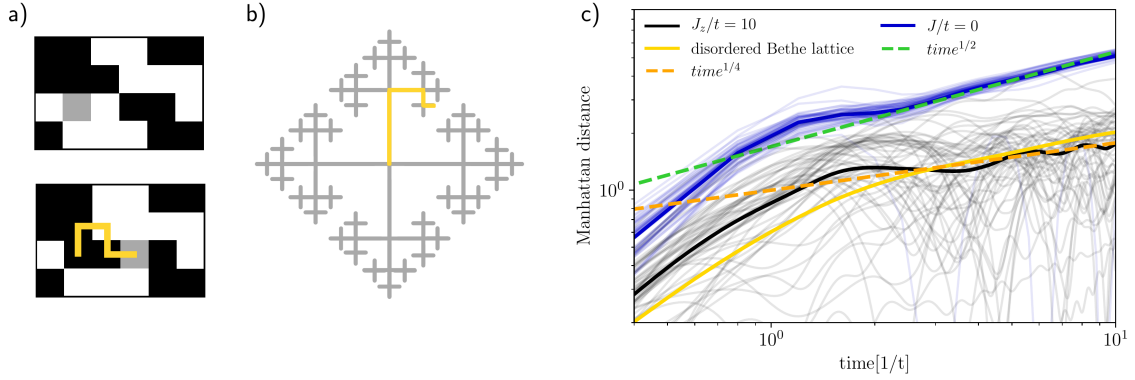 a)
b)
c)
J_z/t = 10
disordered Bethe lattice
time^{1/4}
J/t = 0
time^{1/2}
Manhattan distance
10^0
10^0
10^1
time[1/t]